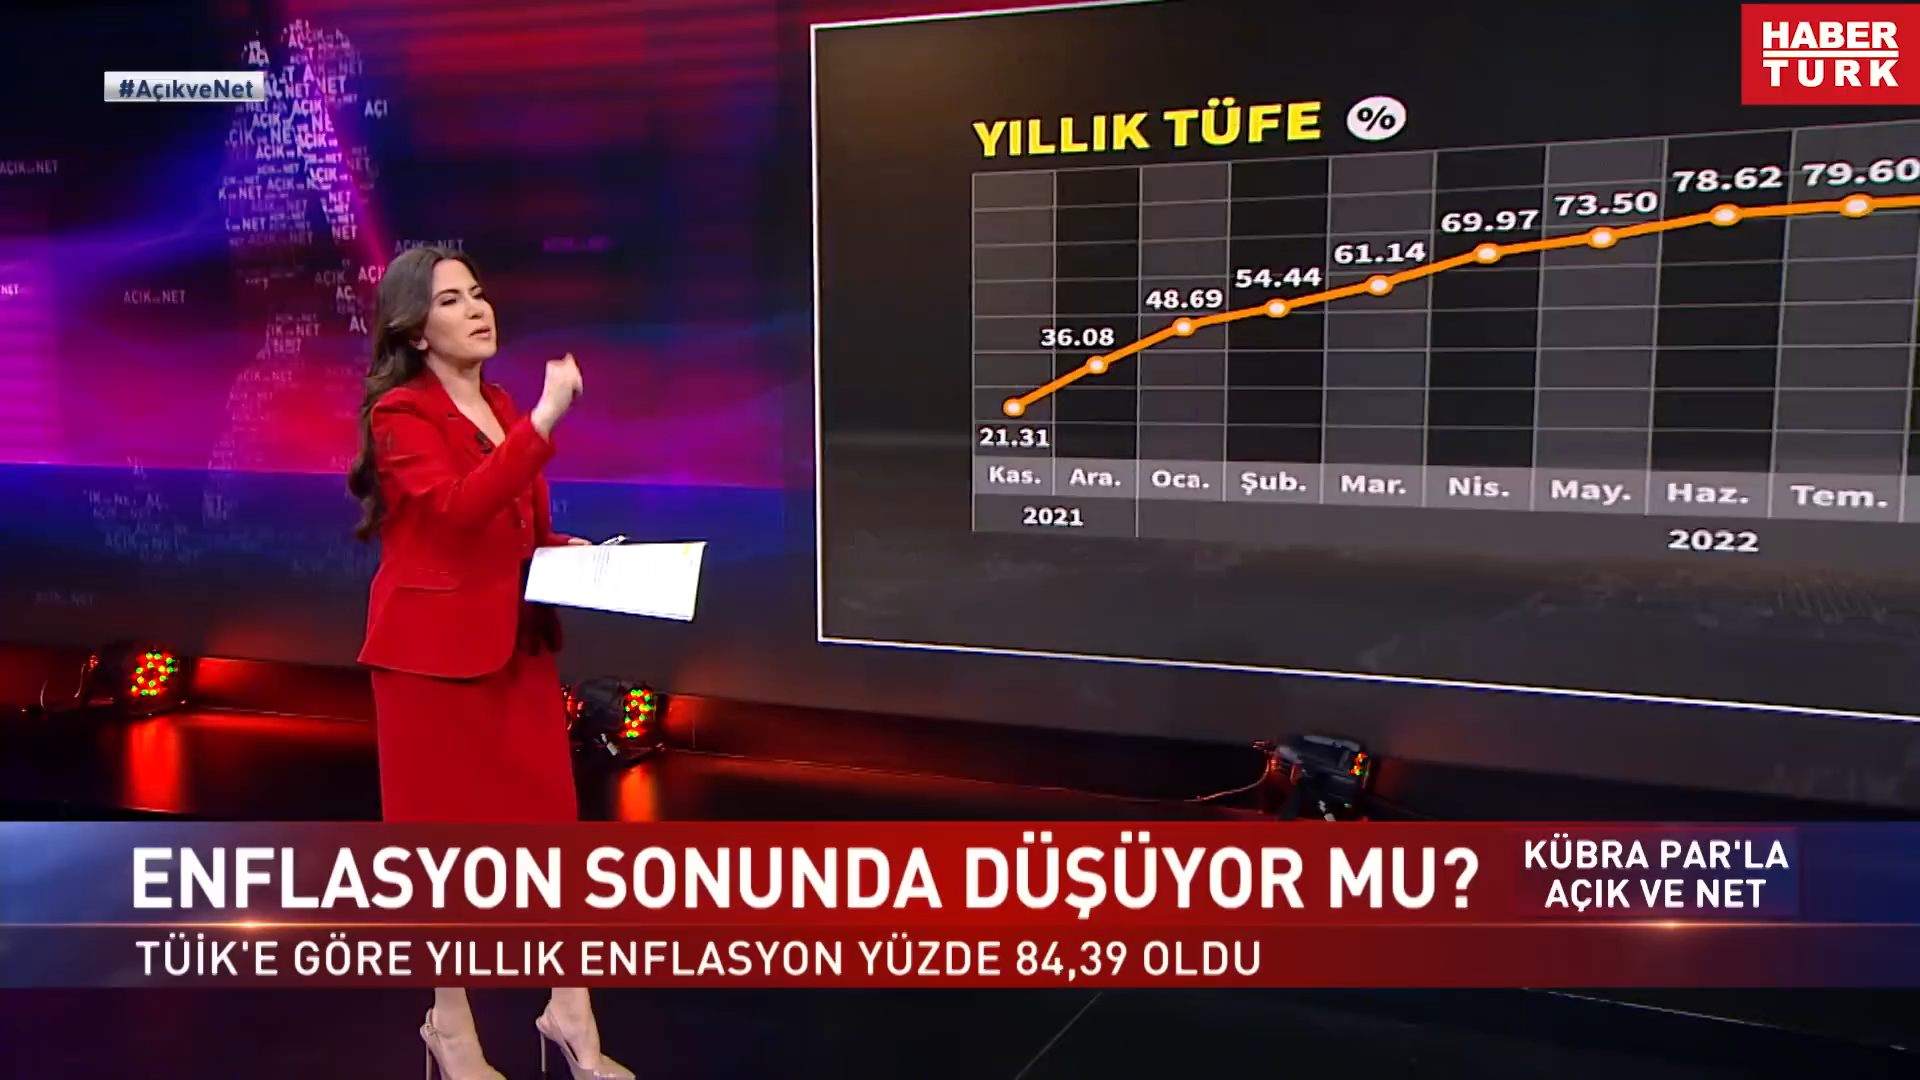 #AçıkveNet
HABER
TURK
YILLIK TÜFE %
21.31
36.08
48.69
54.44
61.14
69.97
73.50
78.62
79.60
Kas. Ara. Oca. Şub. Mar. Nis. May. Haz. Tem.
2021 2022
ENFLASYON SONUNDA DÜŞÜYOR MU?
KÜBRA PAR'LA
AÇIK VE NET
TÜİK'E GÖRE YILLIK ENFLASYON YÜZDE 84,39 OLDU